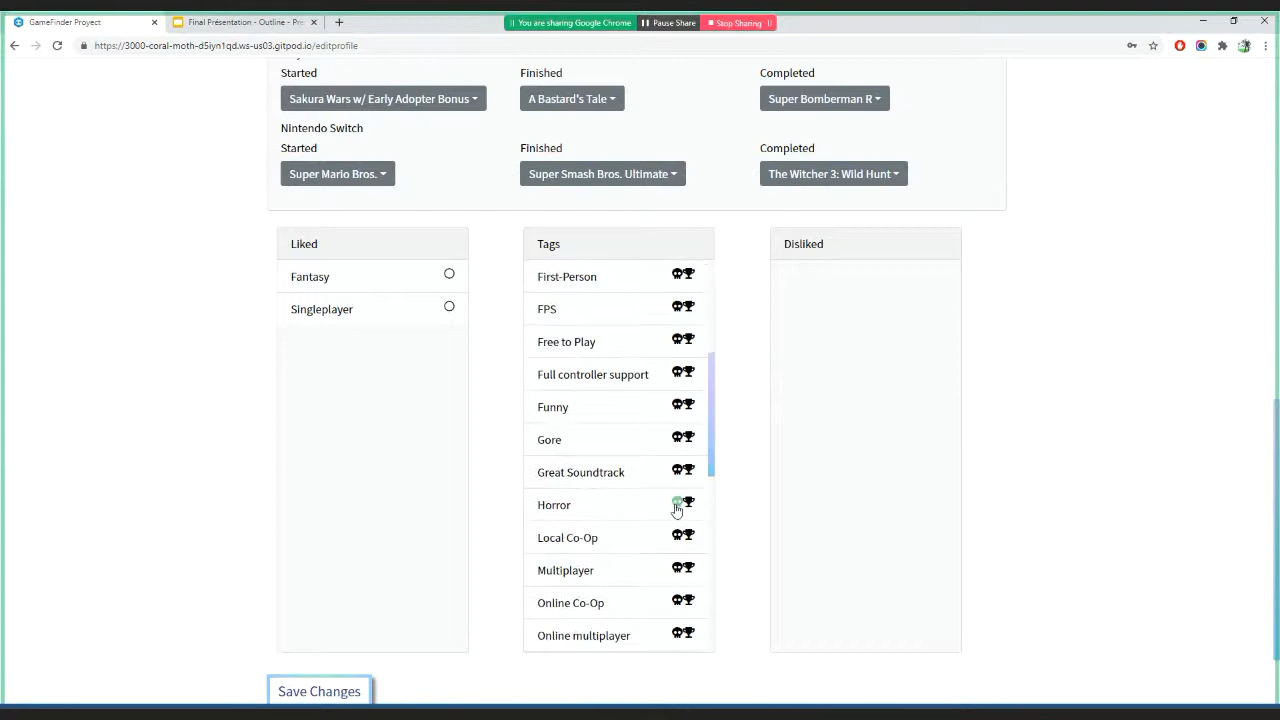 GameFinder Project
Final Présentation - Outline - Pre
You are sharing Google Chrome
Pause Share
Stop Sharing
https://3000-coral-moth-d5iyn1qd.ws-us03.gitpod.io/editprofile
Started Finished Completed
Sakura Wars w/ Early Adopter Bonus A Bastard's Tale Super Bomberman R
Nintendo Switch
Started Finished Completed
Super Mario Bros. Super Smash Bros. Ultimate The Witcher 3: Wild Hunt
Liked
Fantasy
Singleplayer
Tags
First-Person
FPS
Free to Play
Full controller support
Funny
Gore
Great Soundtrack
Horror
Local Co-Op
Multiplayer
Online Co-Op
Online multiplayer
Disliked
Save Changes